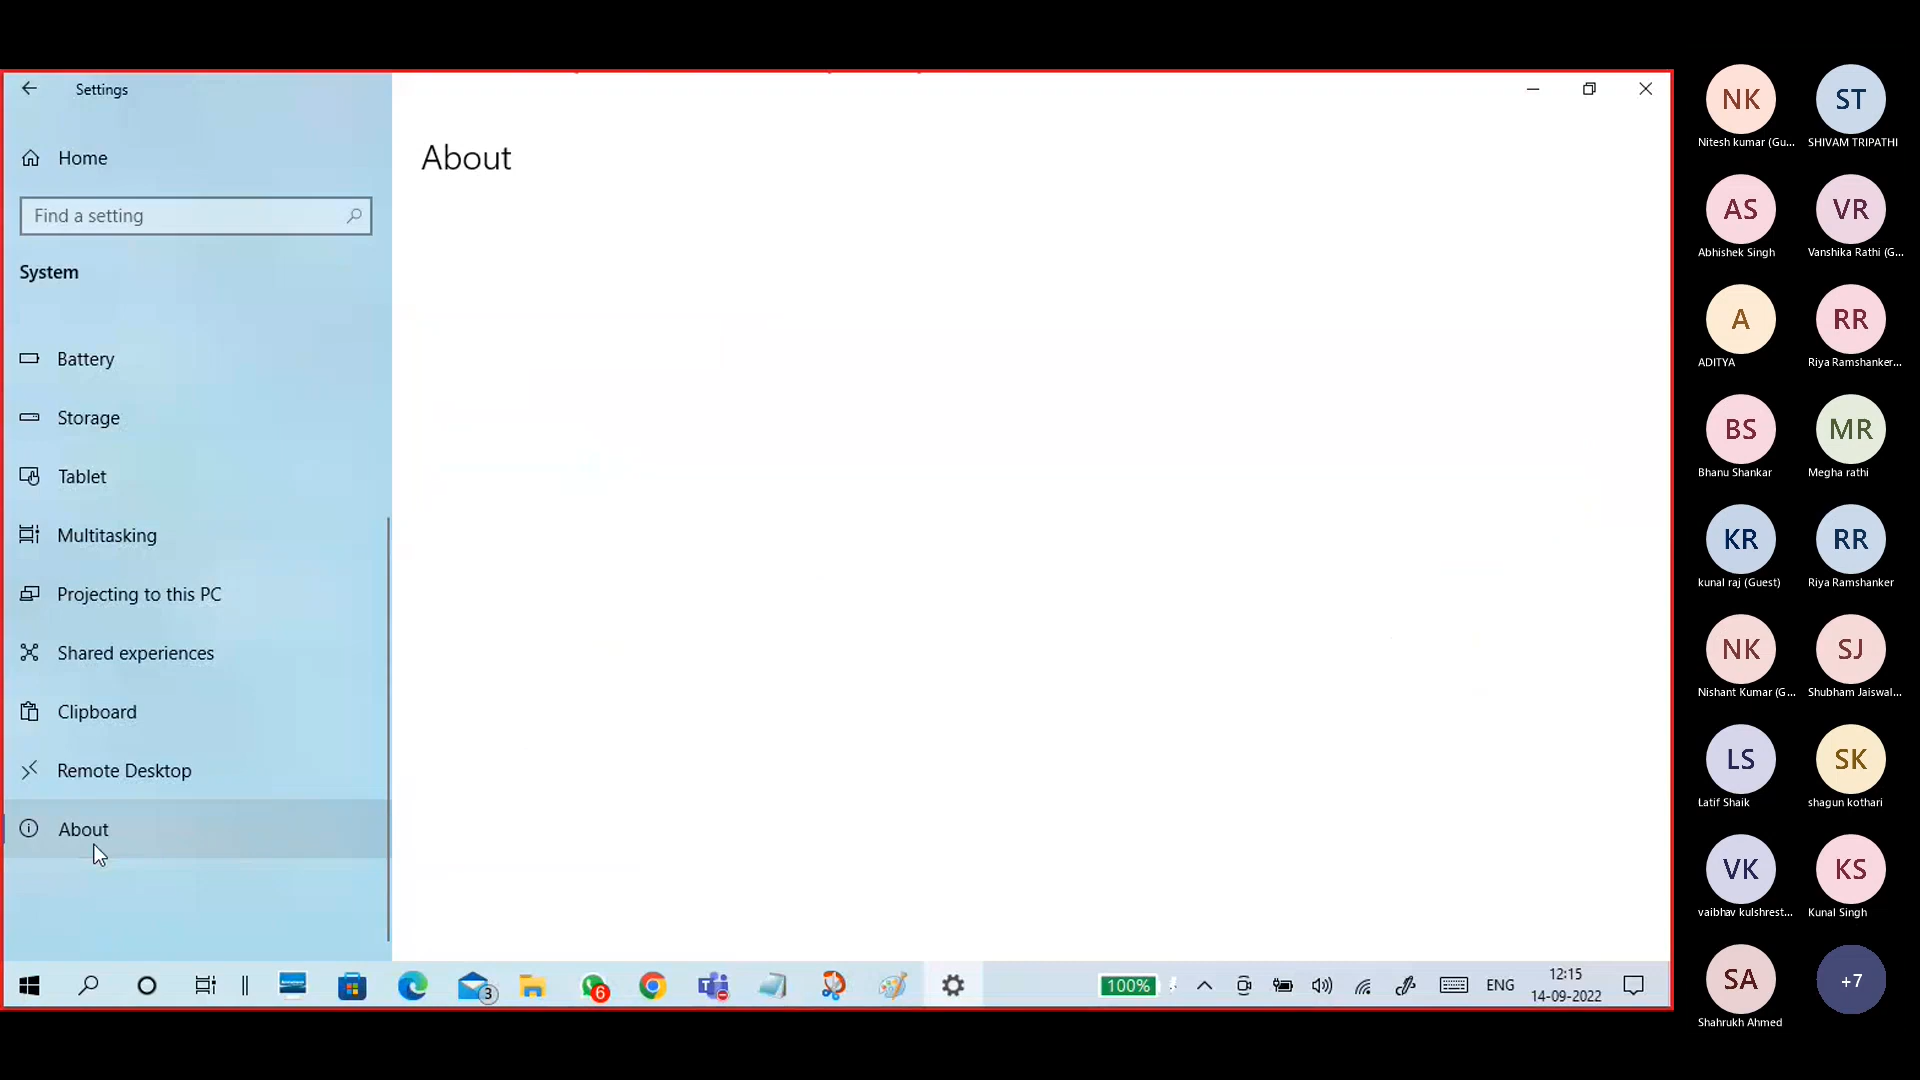 Settings
Home
Find a setting
System
Battery
Storage
Tablet
Multitasking
Projecting to this PC
Shared experiences
Clipboard
Remote Desktop
About
About
3
6
100%
ENG
12:15
14-09-2022
NK
Nitesh kumar (Gu...
ST
SHIVAM TRIPATHI
AS
Abhishek Singh
VR
Vanshika Rathi (G...
A
ADITYA
RR
Riya Ramshanker...
BS
Bhanu Shankar
MR
Megha rathi
KR
kunal raj (Guest)
RR
Riya Ramshanker
NK
Nishant Kumar (G...
SJ
Shubham Jaiswal...
LS
Latif Shaik
SK
shagun kothari
VK
vaibhav kulshrest...
KS
Kunal Singh
SA
Shahrukh Ahmed
+7